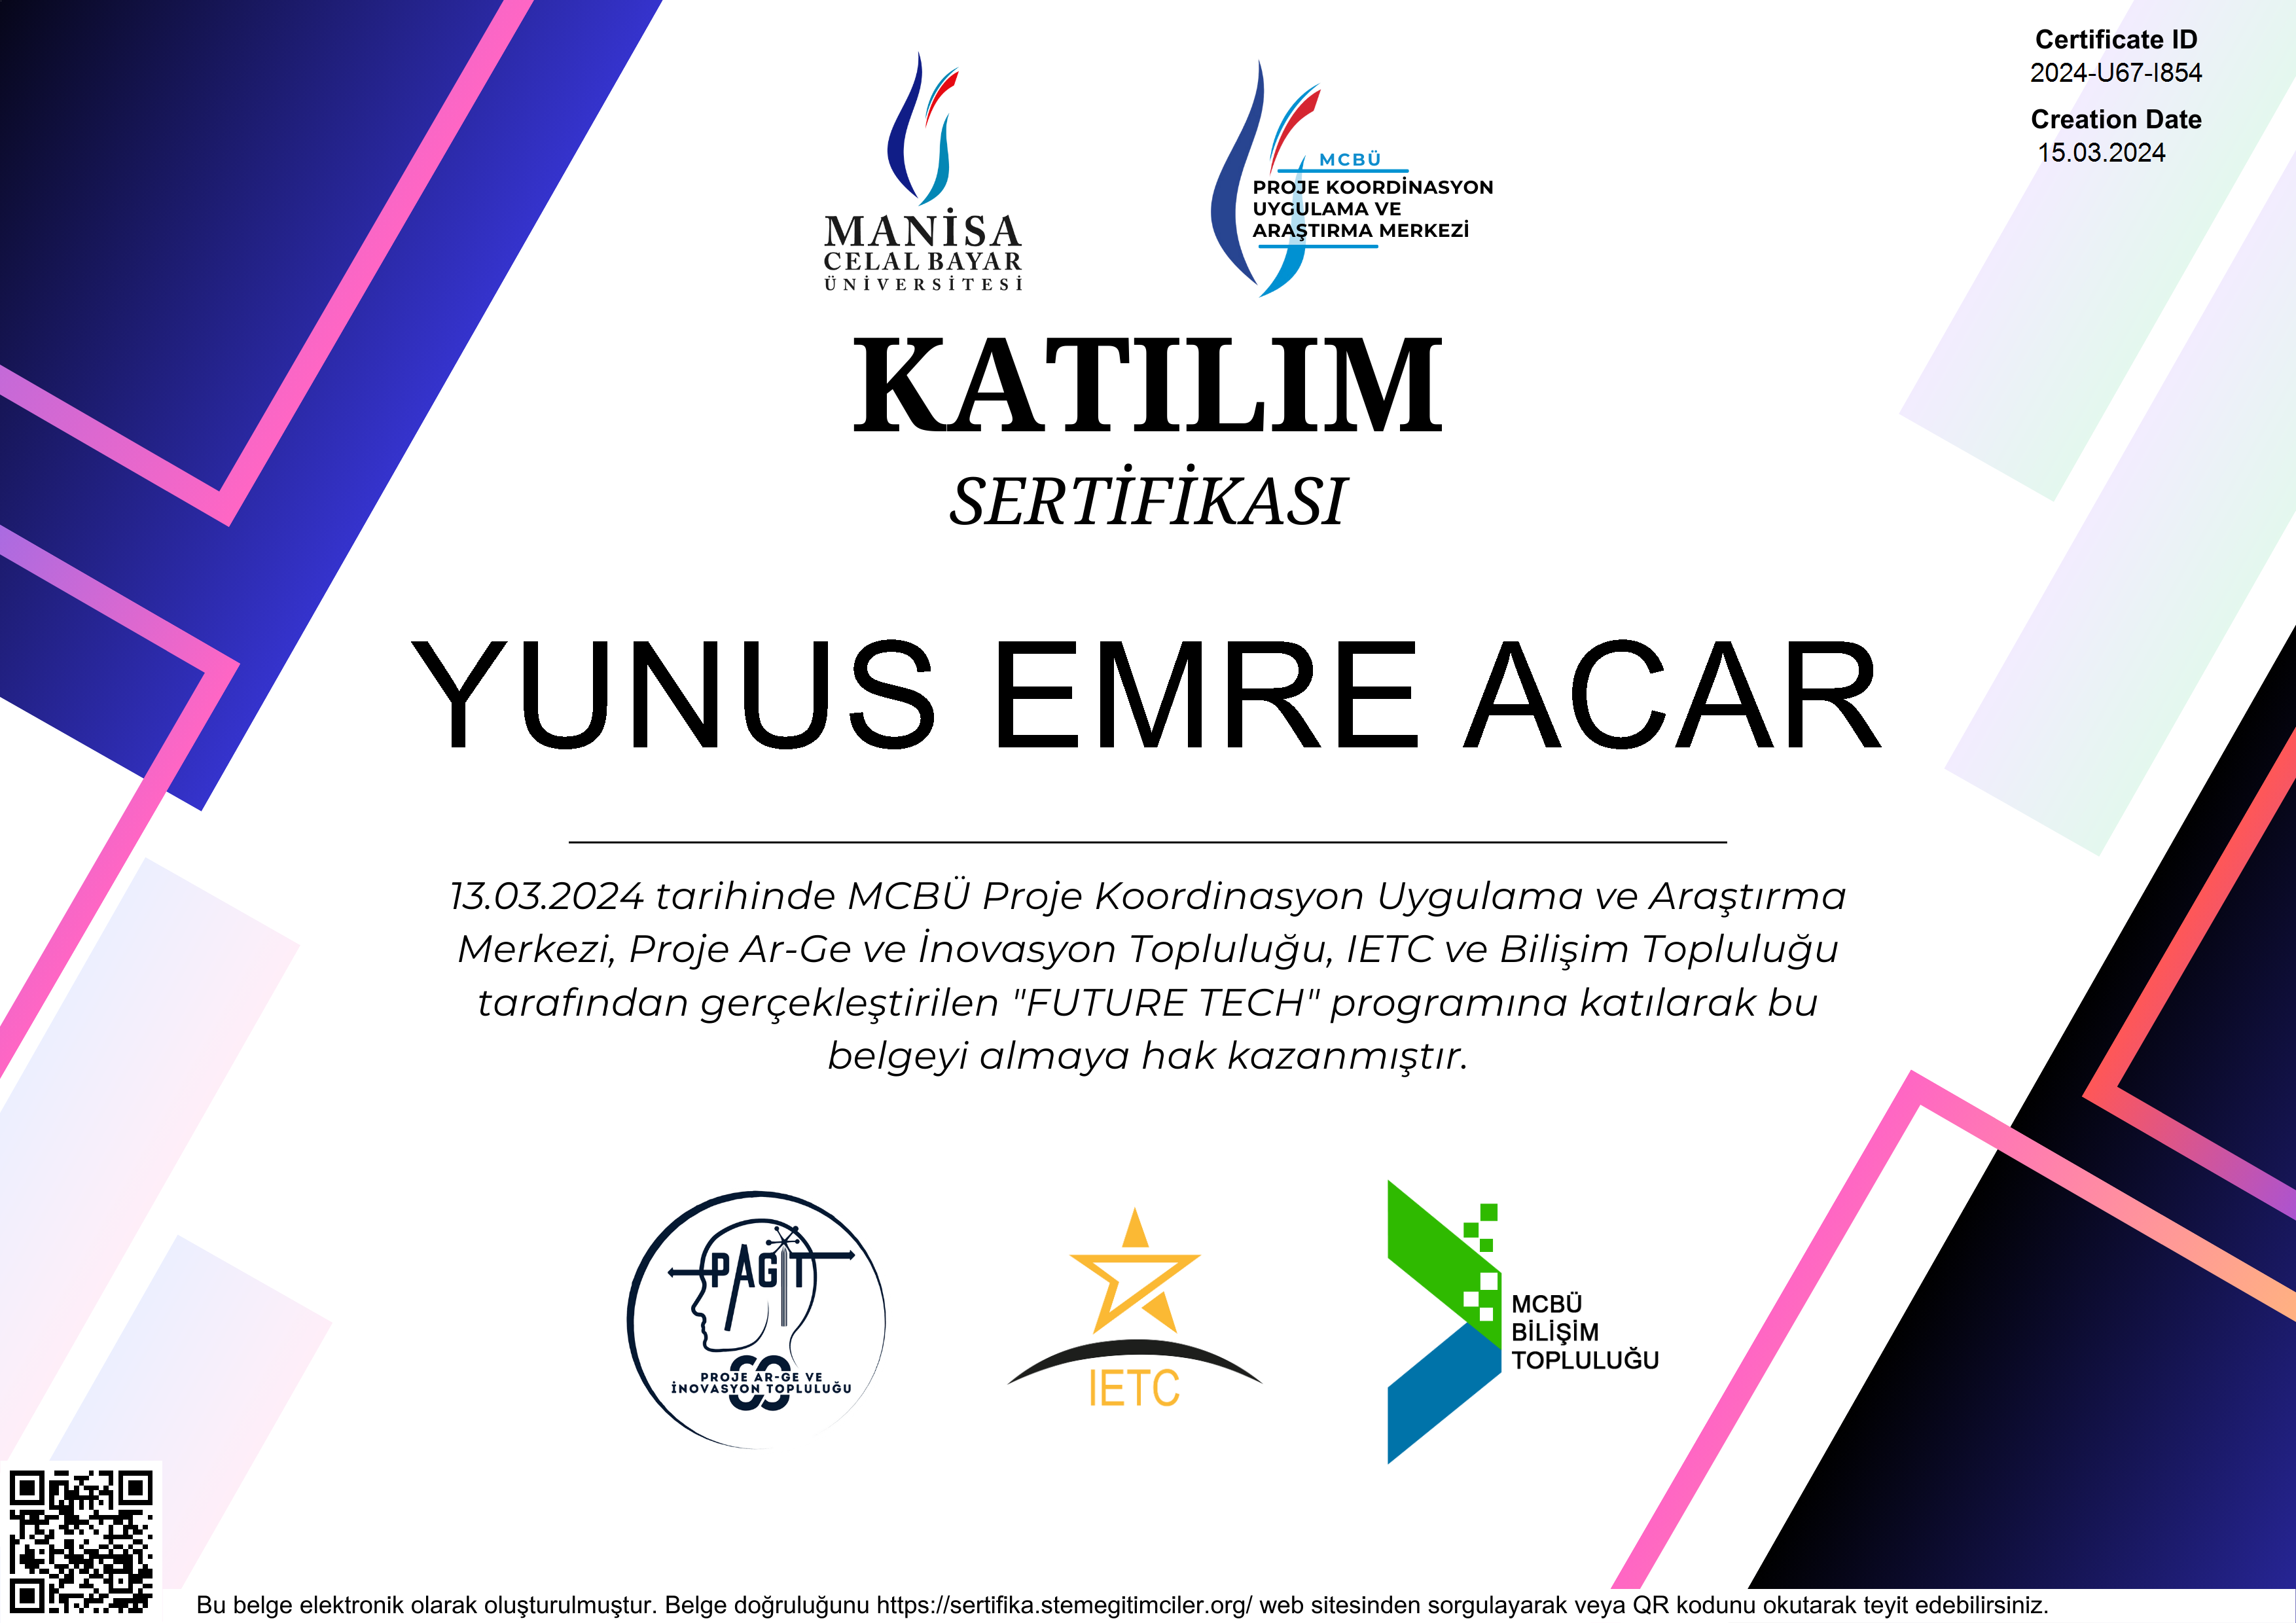 Certificate ID
2024-U67-I854
Creation Date
15.03.2024
MANİSA
CELAL BAYAR
ÜNİVERSİTESİ
MCBÜ
PROJE KOORDİNASYON
UYGULAMA VE
ARAŞTIRMA MERKEZİ
KATILIM
SERTİFİKASI
YUNUS EMRE ACAR
13.03.2024 tarihinde MCBÜ Proje Koordinasyon Uygulama ve Araştırma
Merkezi, Proje Ar-Ge ve İnovasyon Topluluğu, IETC ve Bilişim Topluluğu
tarafından gerçekleştirilen "FUTURE TECH" programına katılarak bu
belgeyi almaya hak kazanmıştır.
PAGİT
PROJE AR-GE VE
İNOVASYON TOPLULUĞU
IETC
MCBÜ
BİLİŞİM
TOPLULUĞU
Bu belge elektronik olarak oluşturulmuştur. Belge doğruluğunu https://sertifika.stemegitimciler.org/ web sitesinden sorgulayarak veya QR kodunu okutarak teyit edebilirsiniz.